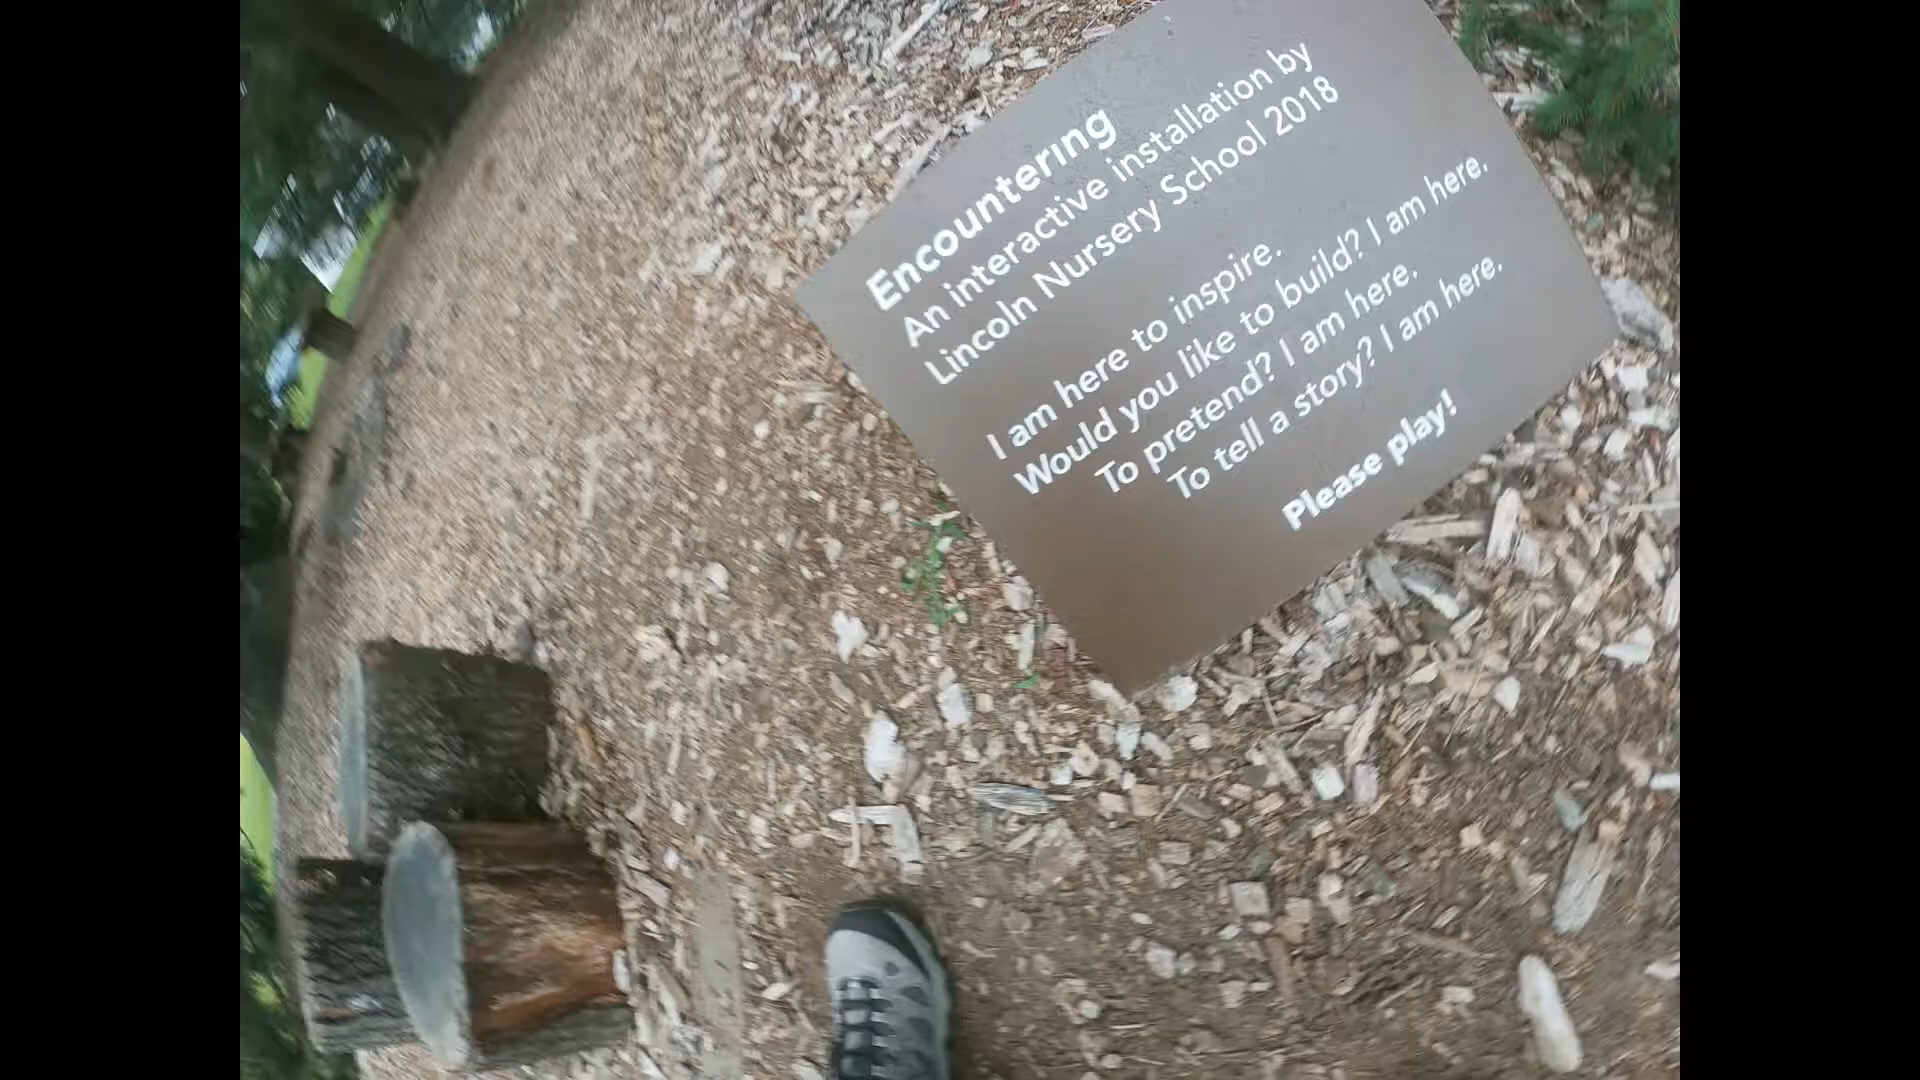 Encountering
An interactive installation by
Lincoln Nursery School 2018
I am here to inspire.
Would you like to build? I am here.
To pretend? I am here.
To tell a story? I am here.
Please play!